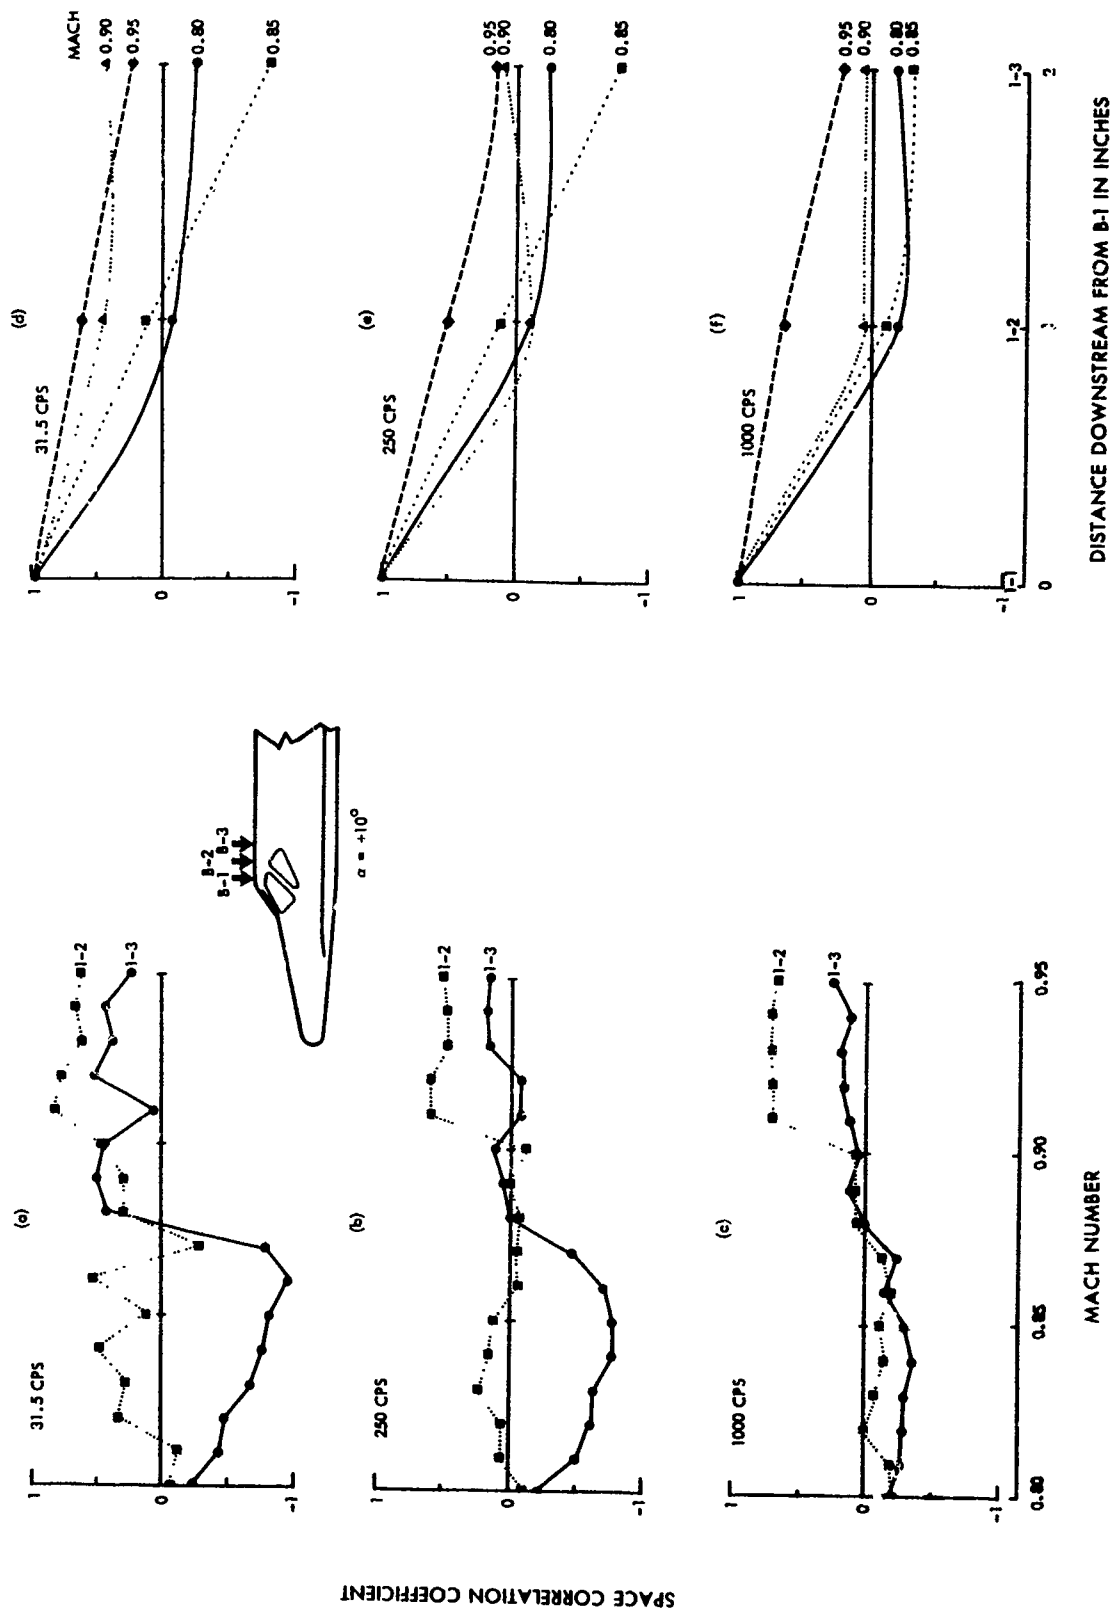 SPACE CORRELATION COEFFICIENT
(a)
31.5 CPS
1
0
-1
1-2
1-3
B-1
B-2
B-3
α = +10°
(b)
250 CPS
1
0
-1
1-2
1-3
(c)
1000 CPS
1
0
-1
1-2
1-3
0.80
0.85
0.90
0.95
MACH NUMBER
(d)
31.5 CPS
1
0
-1
MACH
0.90
0.95
0.80
0.85
(e)
250 CPS
1
0
-1
0.95
0.90
0.80
0.85
(f)
1000 CPS
1
0
-1
0.95
0.90
0.80
0.85
1-1
1-2
1-3
0
2
DISTANCE DOWNSTREAM FROM B-1 IN INCHES